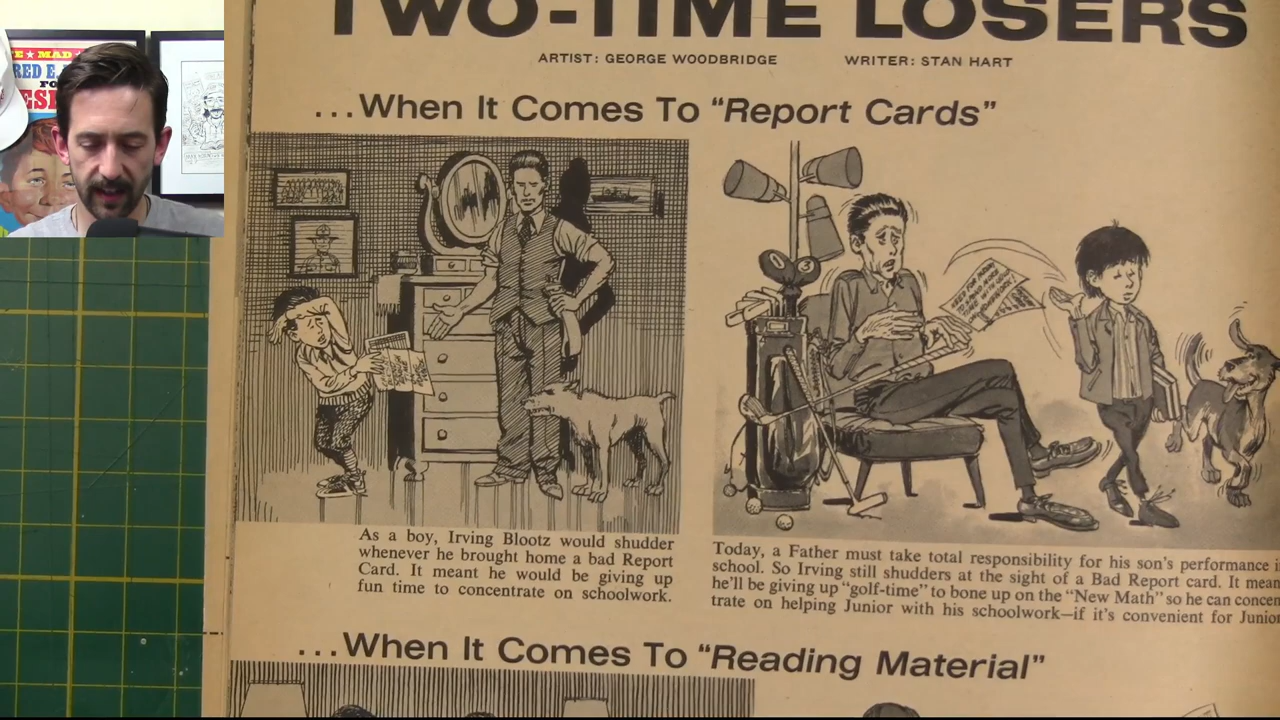 TWO-TIME LOSERS
ARTIST: GEORGE WOODBRIDGE WRITER: STAN HART
...When It Comes To "Report Cards"
As a boy, Irving Blootz would shudder
whenever he brought home a bad Report
Card. It meant he would be giving up
fun time to concentrate on schoolwork.
Today, a Father must take total responsibility for his son's performance i
school. So Irving still shudders at the sight of a Bad Report card. It mean
he'll be giving up "golf-time" to bone up on the "New Math" so he can concen
trate on helping Junior with his schoolwork—if it's convenient for Junior
...When It Comes To "Reading Material"
MAD
1
3